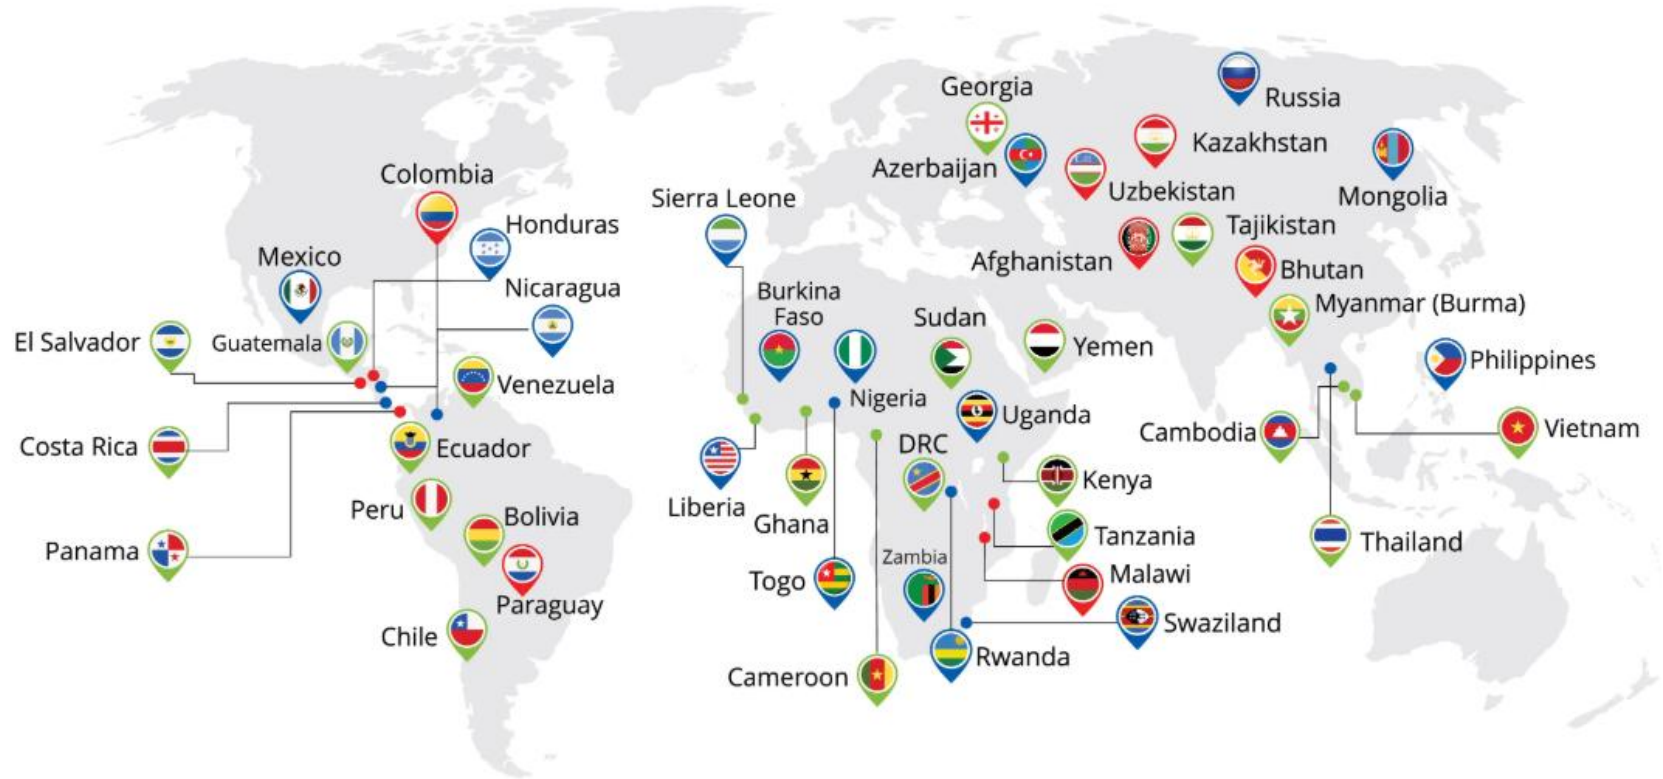 Georgia
Russia
Kazakhstan
Azerbaijan
Uzbekistan
Mongolia
Colombia
Sierra Leone
Honduras
Tajikistan
Mexico
Afghanistan
Bhutan
Nicaragua
Burkina
Faso
Myanmar (Burma)
Sudan
El Salvador
Guatemala
Yemen
Philippines
Venezuela
Nigeria
Uganda
Cambodia
Vietnam
Costa Rica
Ecuador
DRC
Kenya
Peru
Liberia
Bolivia
Ghana
Tanzania
Thailand
Panama
Zambia
Togo
Malawi
Paraguay
Swaziland
Chile
Rwanda
Cameroon